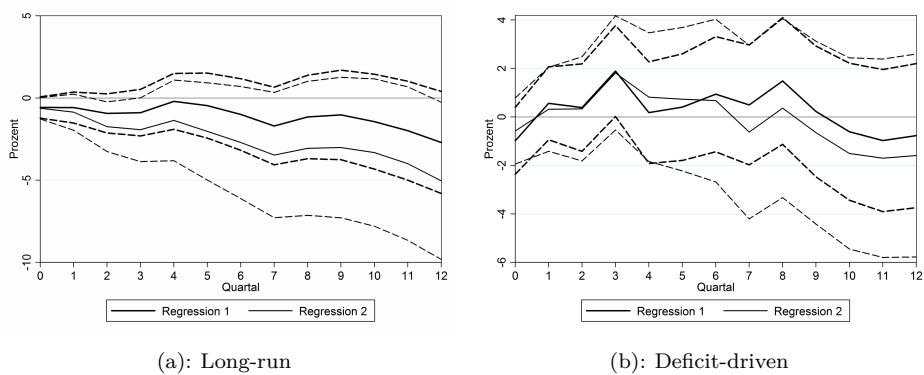 5
0
-5
-10
Prozent
0 1 2 3 4 5 6 7 8 9 10 11 12
Quartal
Regression 1 Regression 2
(a): Long-run
4
2
0
-2
-4
-6
Prozent
0 1 2 3 4 5 6 7 8 9 10 11 12
Quartal
Regression 1 Regression 2
(b): Deficit-driven